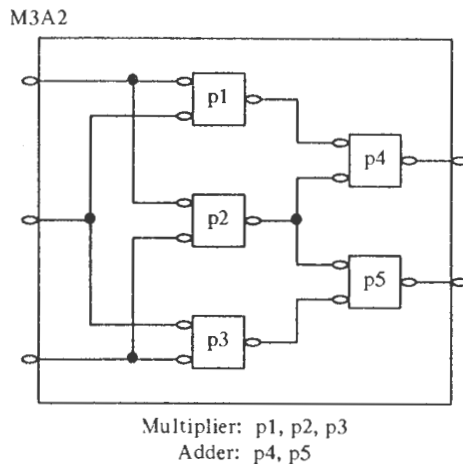 M3A2
p1
p4
p2
p5
p3
Multiplier: p1, p2, p3
Adder: p4, p5